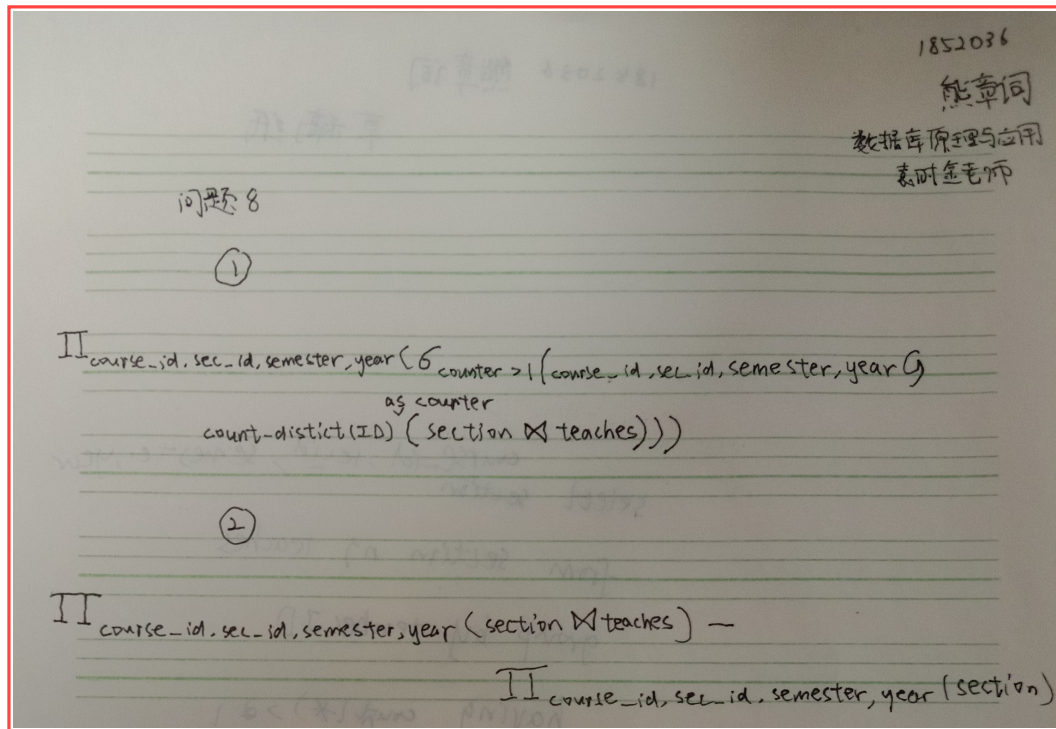 1852036
熊章词
数据库原理与应用
袁时金老师
问题8
①
Π course_id, sec_id, semester, year (σ counter >1 (course_id, sec_id, semester, year G
as counter
count-distict(ID) (section ⋈ teaches)))
②
Π course_id, sec_id, semester, year (section ⋈ teaches) —
Π course_id, sec_id, semester, year (section)